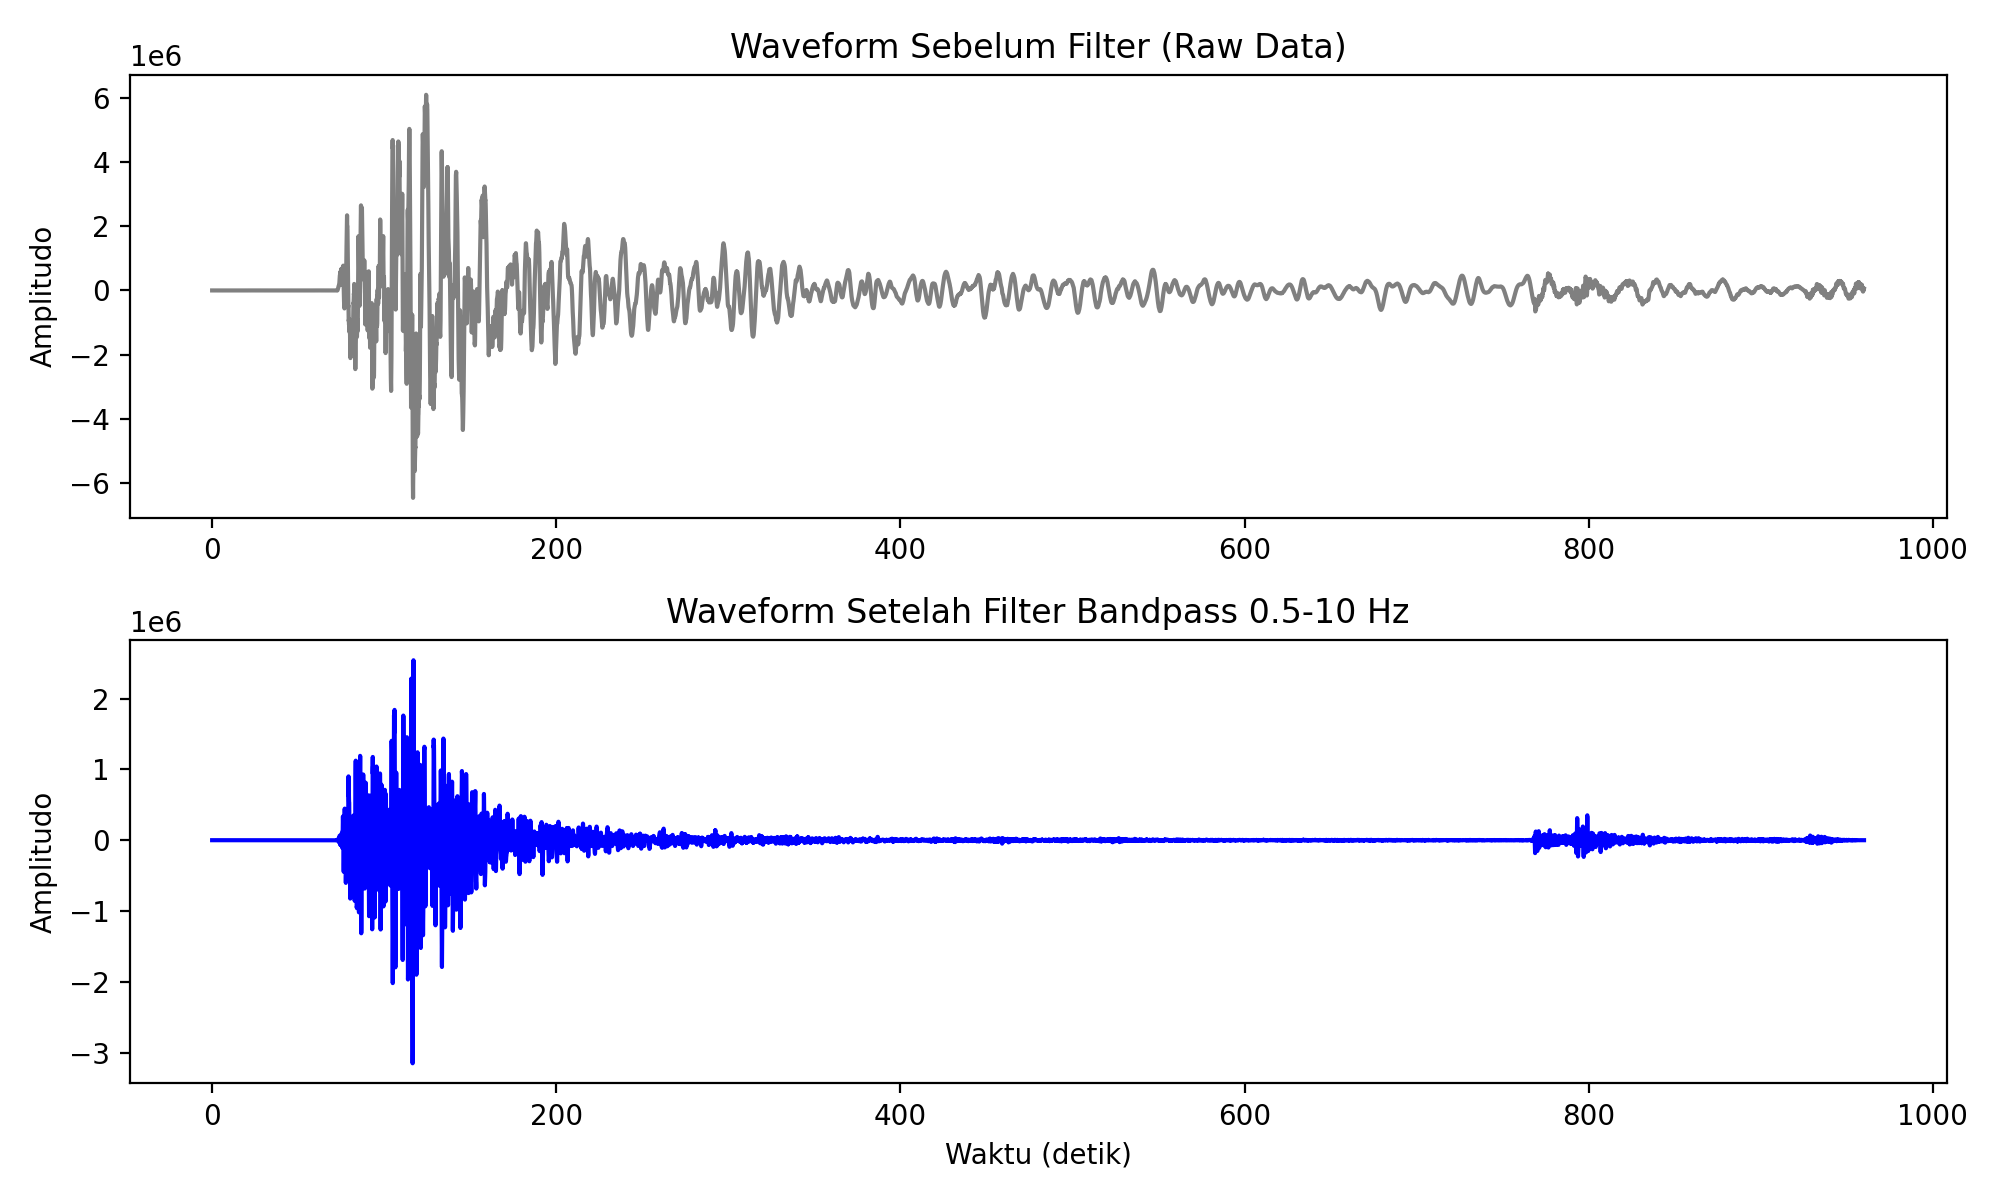 Waveform Sebelum Filter (Raw Data)
1e6
6
4
2
0
−2
−4
−6
Amplitudo
0 200 400 600 800 1000
Waveform Setelah Filter Bandpass 0.5-10 Hz
1e6
2
1
0
−1
−2
−3
Amplitudo
0 200 400 600 800 1000
Waktu (detik)